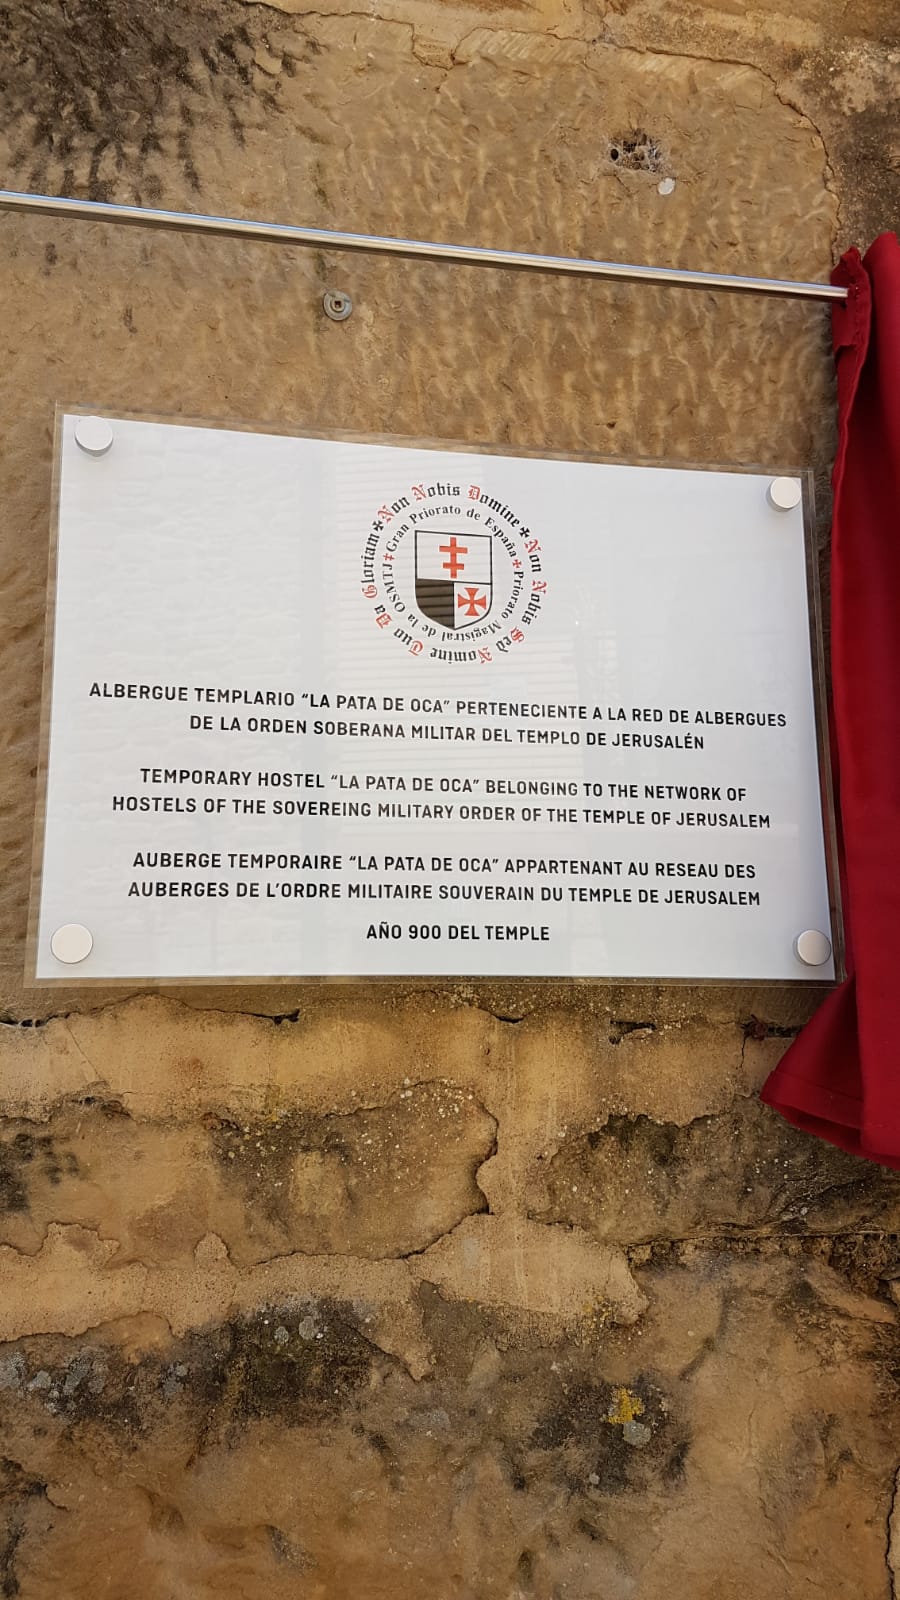 Non Nobis Domine ✠ Non Nobis Sed Nomine Tuo Da Gloriam ✠
Gran Priorato de España ✠ Priorato Magistral de la OSMTJ ✠
ALBERGUE TEMPLARIO “LA PATA DE OCA” PERTENECIENTE A LA RED DE ALBERGUES
DE LA ORDEN SOBERANA MILITAR DEL TEMPLO DE JERUSALÉN
TEMPORARY HOSTEL “LA PATA DE OCA” BELONGING TO THE NETWORK OF
HOSTELS OF THE SOVEREING MILITARY ORDER OF THE TEMPLE OF JERUSALEM
AUBERGE TEMPORAIRE “LA PATA DE OCA” APPARTENANT AU RESEAU DES
AUBERGES DE L’ORDRE MILITAIRE SOUVERAIN DU TEMPLE DE JERUSALEM
AÑO 900 DEL TEMPLE